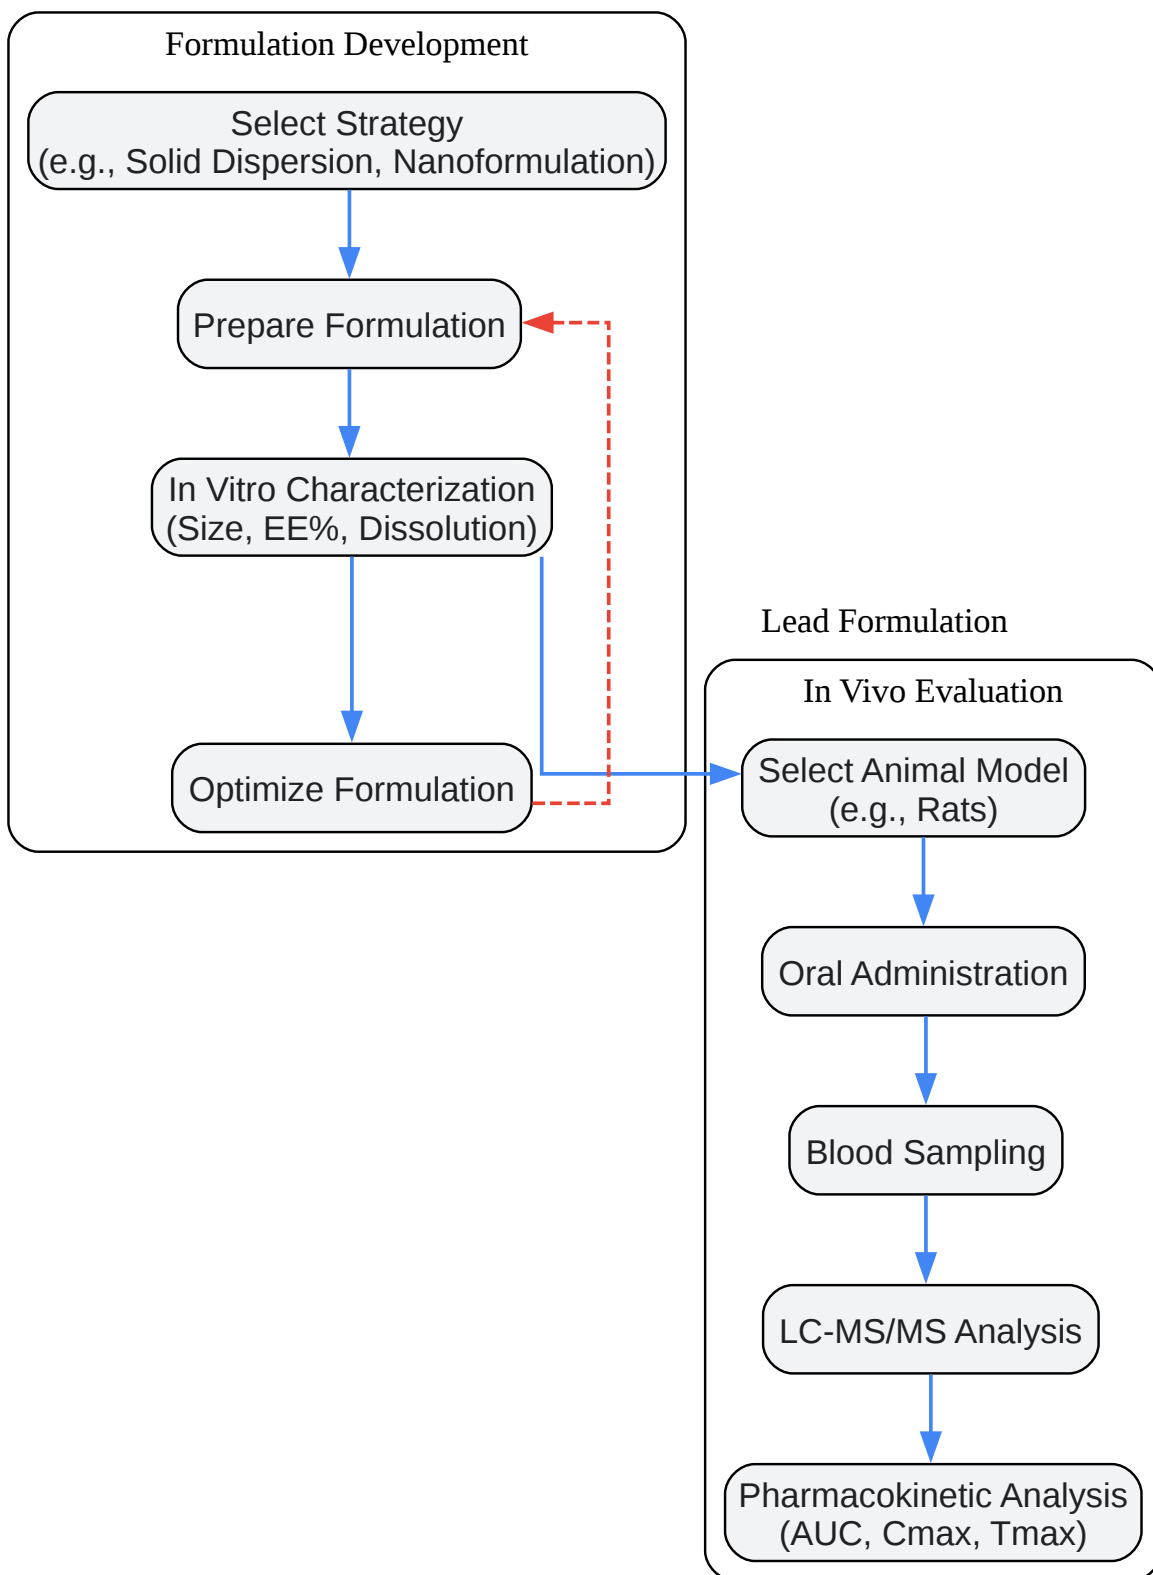 Formulation Development
Select Strategy
(e.g., Solid Dispersion, Nanoformulation)
Prepare Formulation
In Vitro Characterization
(Size, EE%, Dissolution)
Optimize Formulation
Lead Formulation
In Vivo Evaluation
Select Animal Model
(e.g., Rats)
Oral Administration
Blood Sampling
LC-MS/MS Analysis
Pharmacokinetic Analysis
(AUC, Cmax, Tmax)